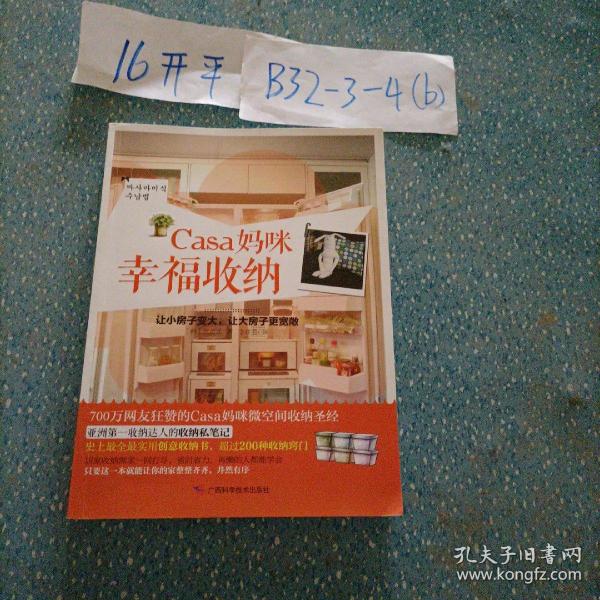 16开平
B32-3-4(b)
까사마미식
수납법
Casa妈咪
幸福收纳
让小房子变大，让大房子更宽敞
700万网友狂赞的Casa妈咪微空间收纳圣经
亚洲第一收纳达人的收纳私笔记
史上最全最实用创意收纳书，超过200种收纳窍门
只要这一本就能让你的家整整齐齐、井然有序
广西科学技术出版社
孔夫子旧书网
www.kongfz.com